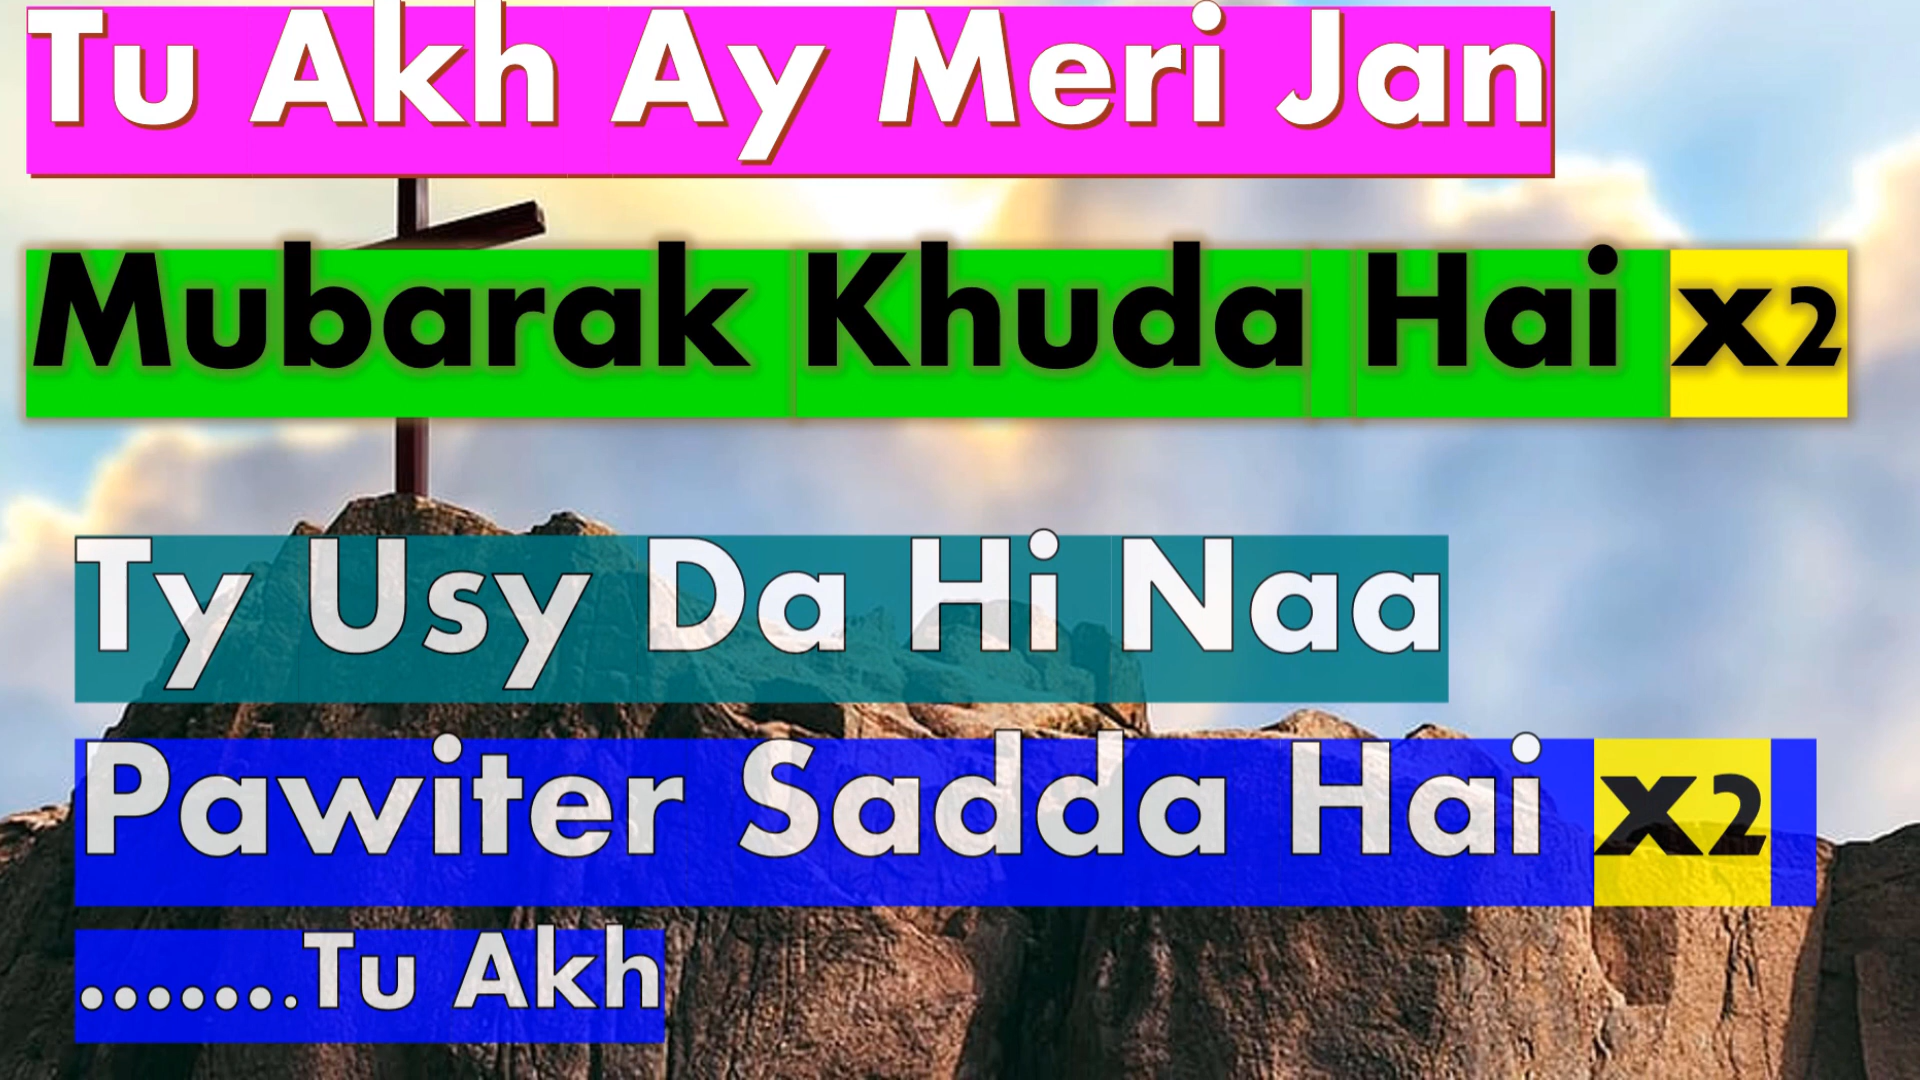 Tu Akh Ay Meri Jan
Mubarak Khuda Hai x2
Ty Usy Da Hi Naa
Pawiter Sadda Hai x2
.......Tu Akh